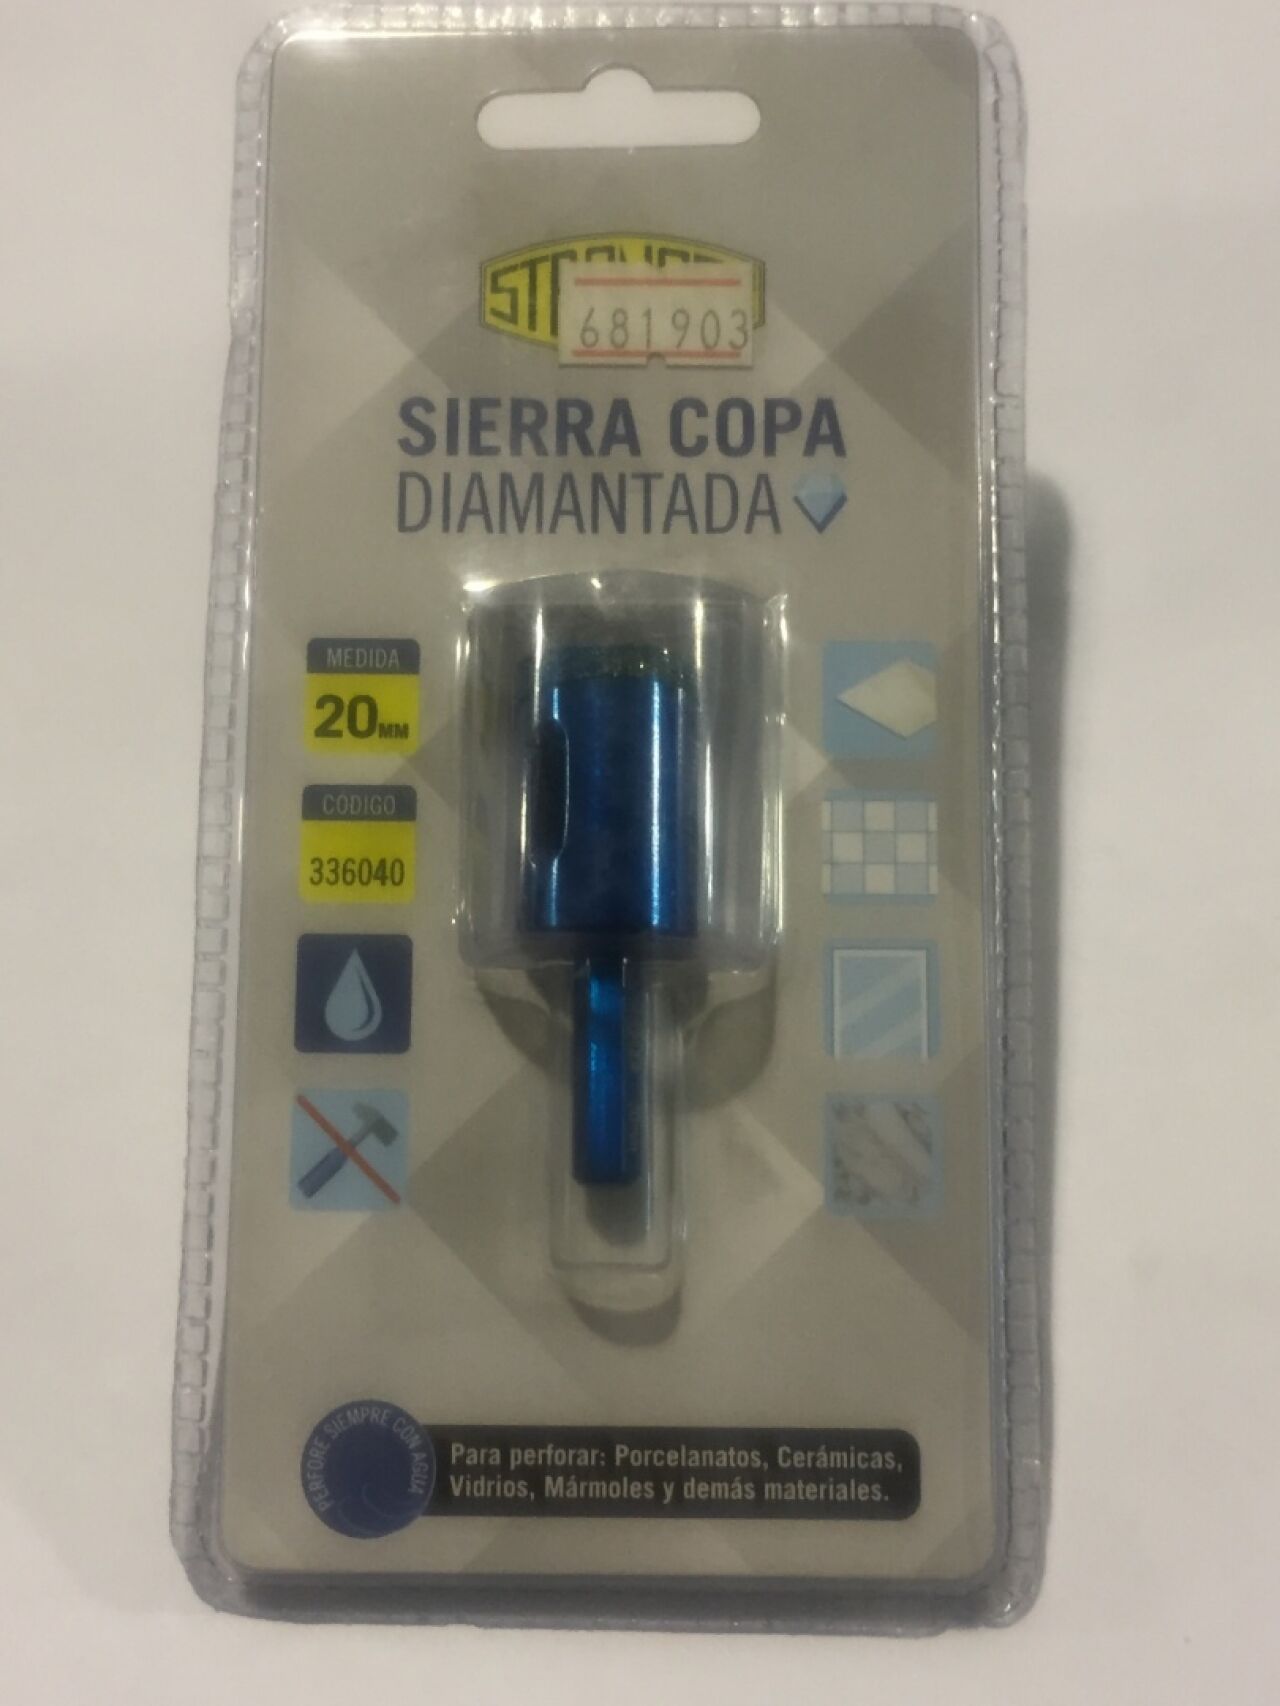 681903
SIERRA COPA
DIAMANTADA
MEDIDA
20MM
CÓDIGO
336040
PERFORE SIEMPRE CON AGUA
Para perforar: Porcelanatos, Cerámicas,
Vidrios, Mármoles y demás materiales.